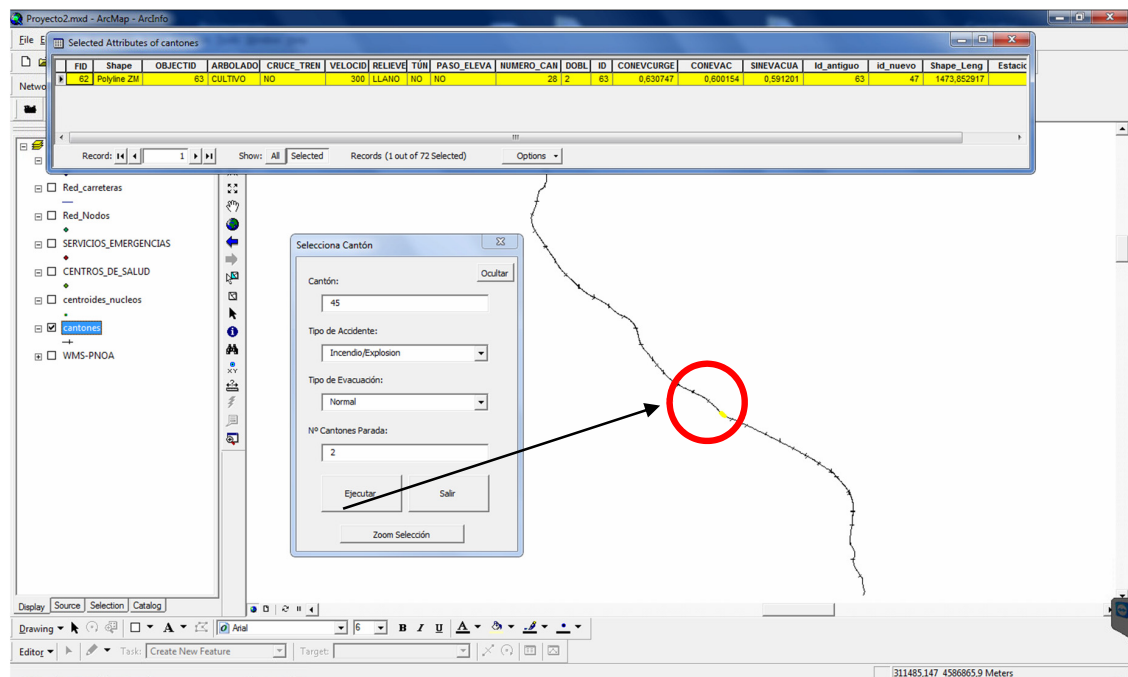 Proyecto2.mxd - ArcMap - ArcInfo
File E
Selected Attributes of cantones
FID Shape OBJECTID ARBOLADO CRUCE_TREN VELOCID RELIEVE TÚN PASO_ELEVA NUMERO_CAN DOBL ID CONEVCURGE CONEVAC SINEVACUA Id_antiguo id_nuevo Shape_Leng Estacic
62 Polyline ZM 63 CULTIVO NO 300 LLANO NO NO 28 2 63 0,630747 0,600154 0,591201 63 47 1473,852917
Netwo
Record: 1 Show: All Selected Records (1 out of 72 Selected) Options
Red_carreteras
Red_Nodos
SERVICIOS_EMERGENCIAS
CENTROS_DE_SALUD
centroides_nucleos
cantones
WMS-PNOA
XY
Selecciona Cantón
Ocultar
Cantón:
45
Tipo de Accidente:
Incendio/Explosion
Tipo de Evacuación:
Normal
Nº Cantones Parada:
2
Ejecutar Salir
Zoom Selección
Display Source Selection Catalog
Drawing A Arial 6 B I U A
Editor Task: Create New Feature Target:
311485,147 4586865,9 Meters